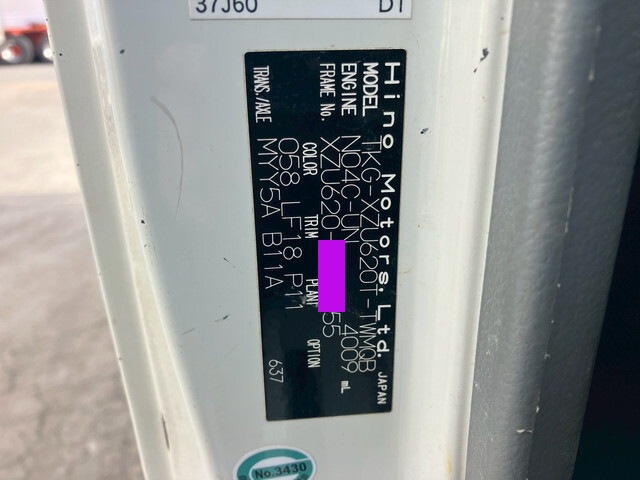 37J60 DT
Hino Motors, Ltd. JAPAN
MODEL TKG-XZU620T-TWMQB
ENGINE N04C-UN 4009 mL
FRAME No. XZU620- 55
COLOR TRIM PLANT OPTION
058 LF18 P11
TRANS./AXLE MYY5A B11A 637
No.3430